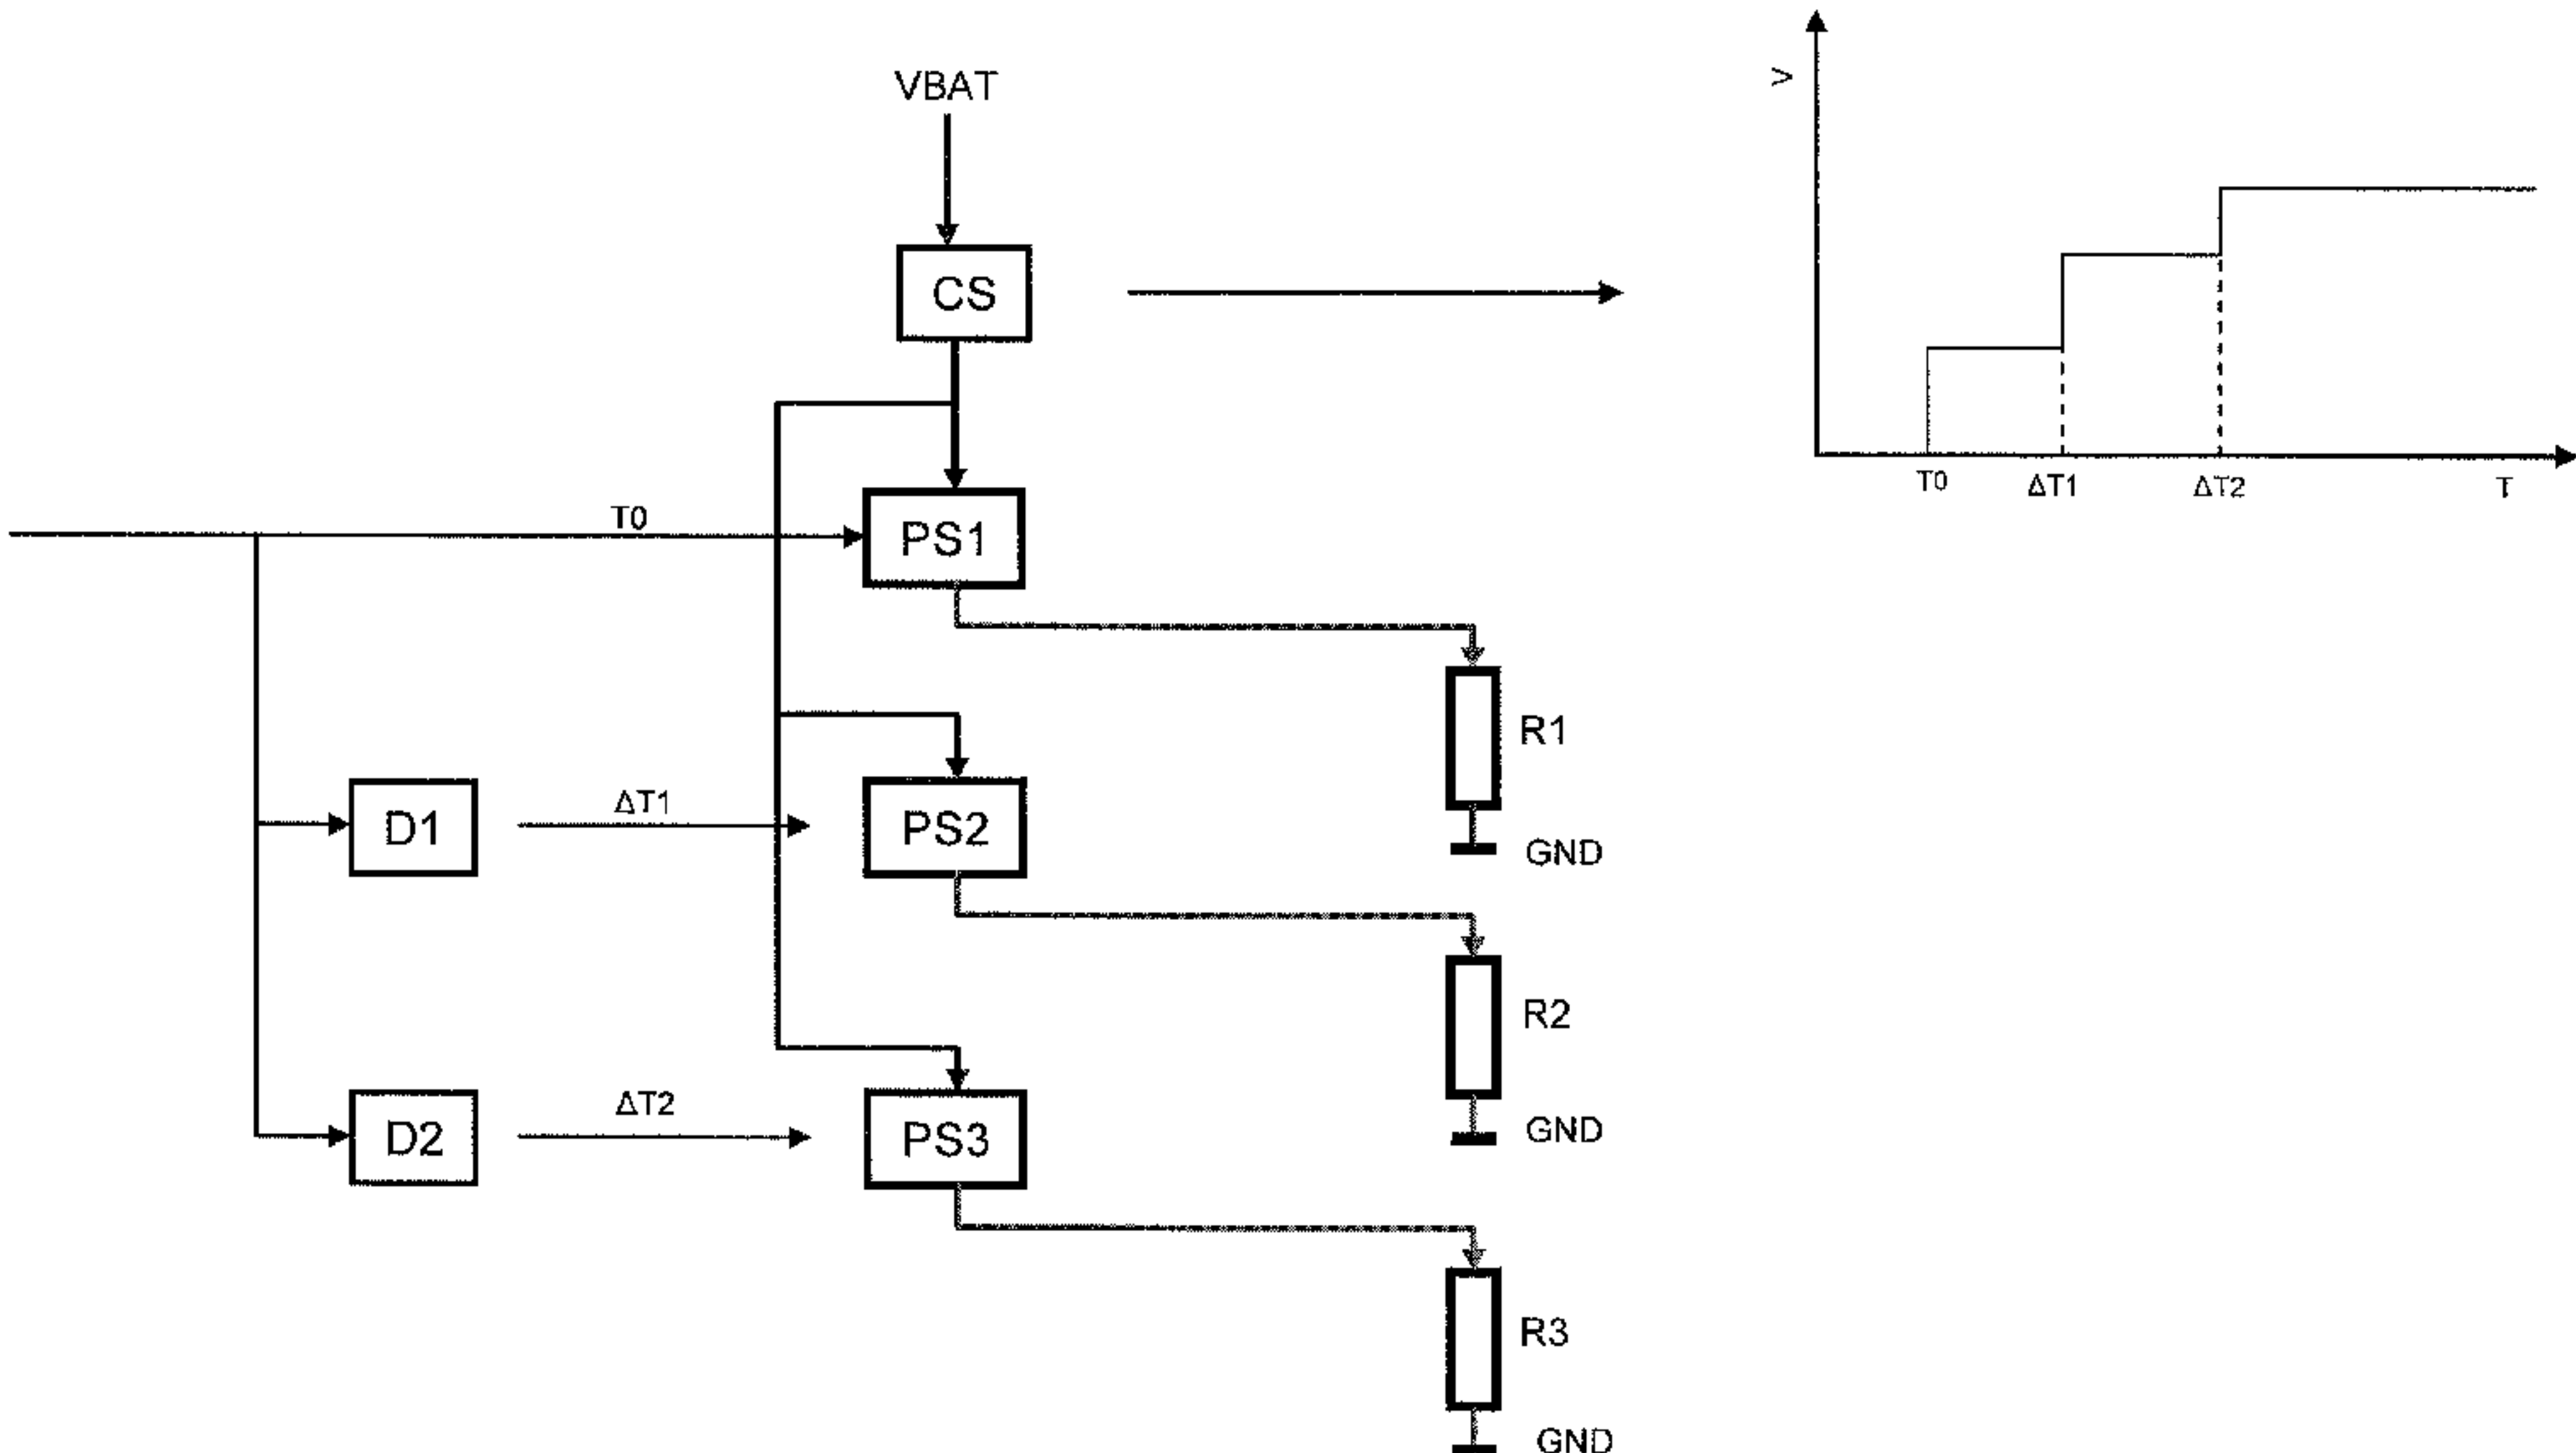 VBAT
V
CS
T0
ΔT1
ΔT2
T
T0
PS1
R1
GND
D1
ΔT1
PS2
R2
GND
D2
ΔT2
PS3
R3
GND